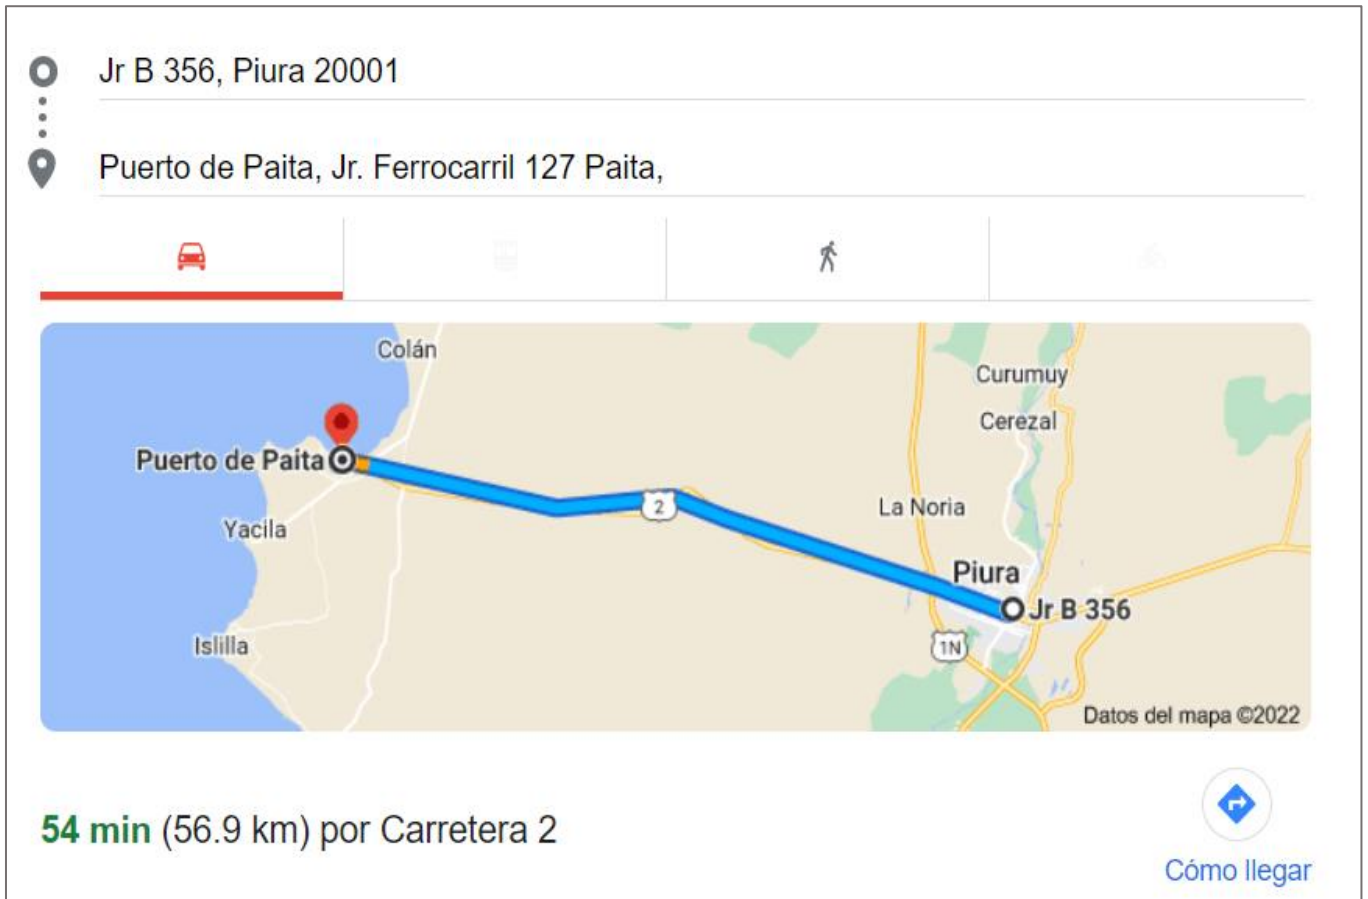 Jr B 356, Piura 20001
Puerto de Paita, Jr. Ferrocarril 127 Paita,
Colán
Curumuy
Cerezal
Puerto de Paita
2
La Noria
Yacila
Piura
Jr B 356
Islilla
1N
Datos del mapa ©2022
54 min (56.9 km) por Carretera 2
Cómo llegar